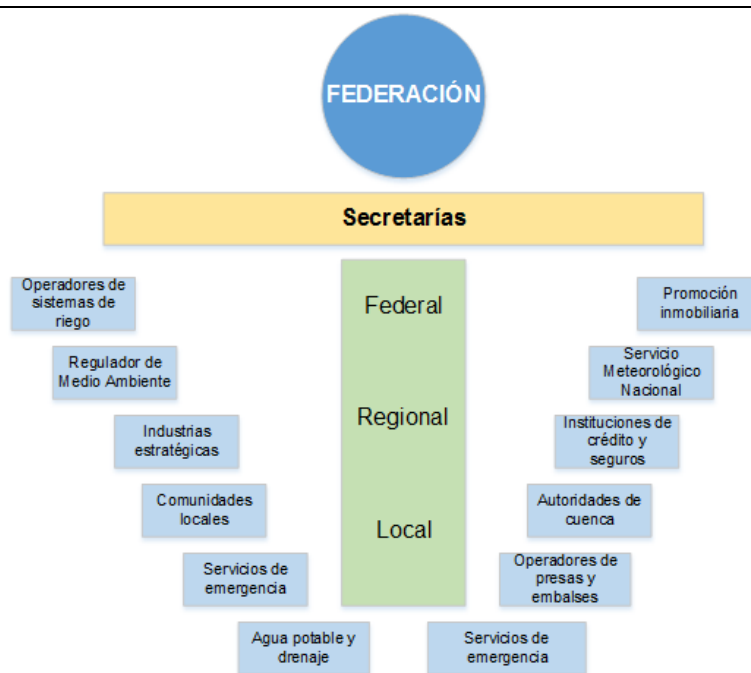 FEDERACIÓN
Secretarías
Federal
Regional
Local
Operadores de
sistemas de
riego
Regulador de
Medio Ambiente
Industrias
estratégicas
Comunidades
locales
Servicios de
emergencia
Agua potable y
drenaje
Promoción
inmobiliaria
Servicio
Meteorológico
Nacional
Instituciones de
crédito y
seguros
Autoridades de
cuenca
Operadores de
presas y
embalses
Servicios de
emergencia